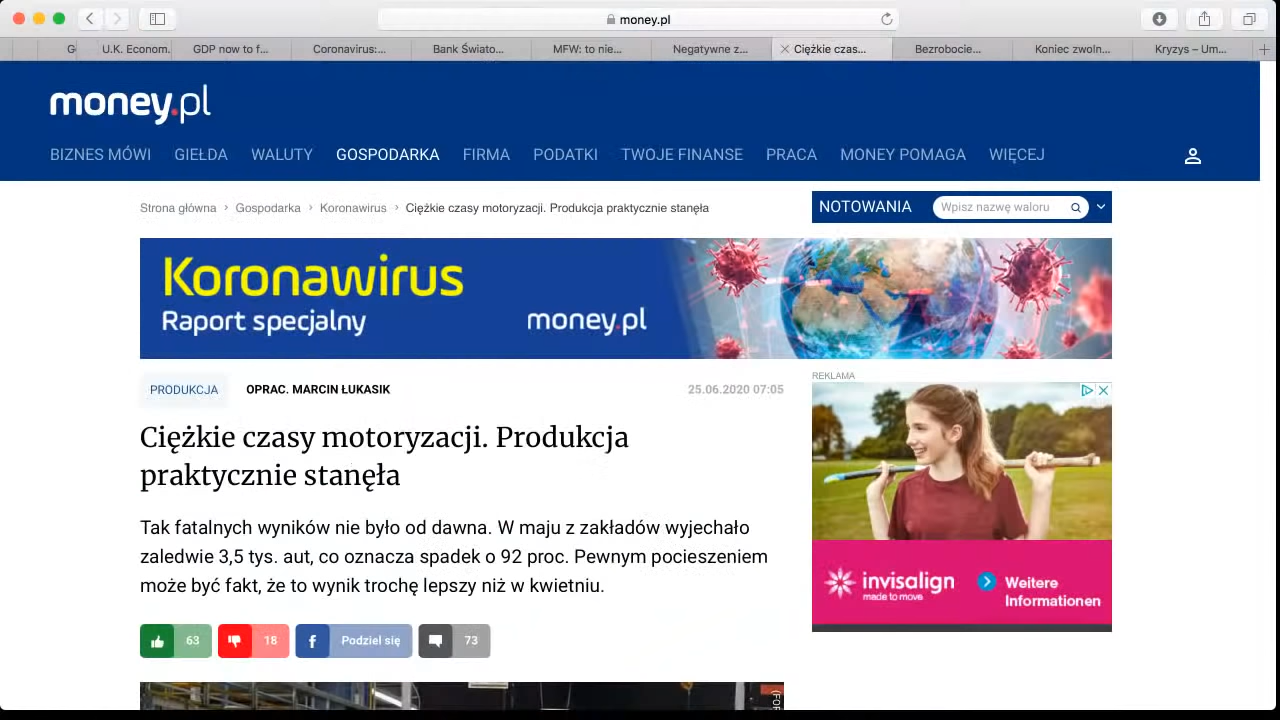 money.pl
G
U.K. Econom.
GDP now to f...
Coronavirus:...
Bank Świato...
MFW: to nie...
Negatywne z...
Ciężkie czas...
Bezrobocie...
Koniec zwoln...
Kryzys – Um...
money.pl
BIZNES MÓWI GIEŁDA WALUTY GOSPODARKA FIRMA PODATKI TWOJE FINANSE PRACA MONEY POMAGA WIĘCEJ
Strona główna › Gospodarka › Koronawirus › Ciężkie czasy motoryzacji. Produkcja praktycznie stanęła
NOTOWANIA Wpisz nazwę waloru
Koronawirus
Raport specjalny money.pl
PRODUKCJA OPRAC. MARCIN ŁUKASIK 25.06.2020 07:05
Ciężkie czasy motoryzacji. Produkcja
praktycznie stanęła
Tak fatalnych wyników nie było od dawna. W maju z zakładów wyjechało
zaledwie 3,5 tys. aut, co oznacza spadek o 92 proc. Pewnym pocieszeniem
może być fakt, że to wynik trochę lepszy niż w kwietniu.
63 18 f Podziel się 73
(FOR
REKLAMA
invisalign
made to move
Weitere
Informationen